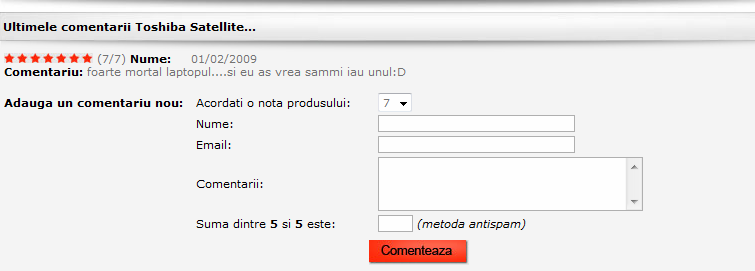 Ultimele comentarii Toshiba Satellite...
(7/7) Nume: 01/02/2009
Comentariu: foarte mortal laptopul....si eu as vrea sammi iau unul:D
Adauga un comentariu nou: Acordati o nota produsului: 7
Nume:
Email:
Comentarii:
Suma dintre 5 si 5 este: (metoda antispam)
Comenteaza